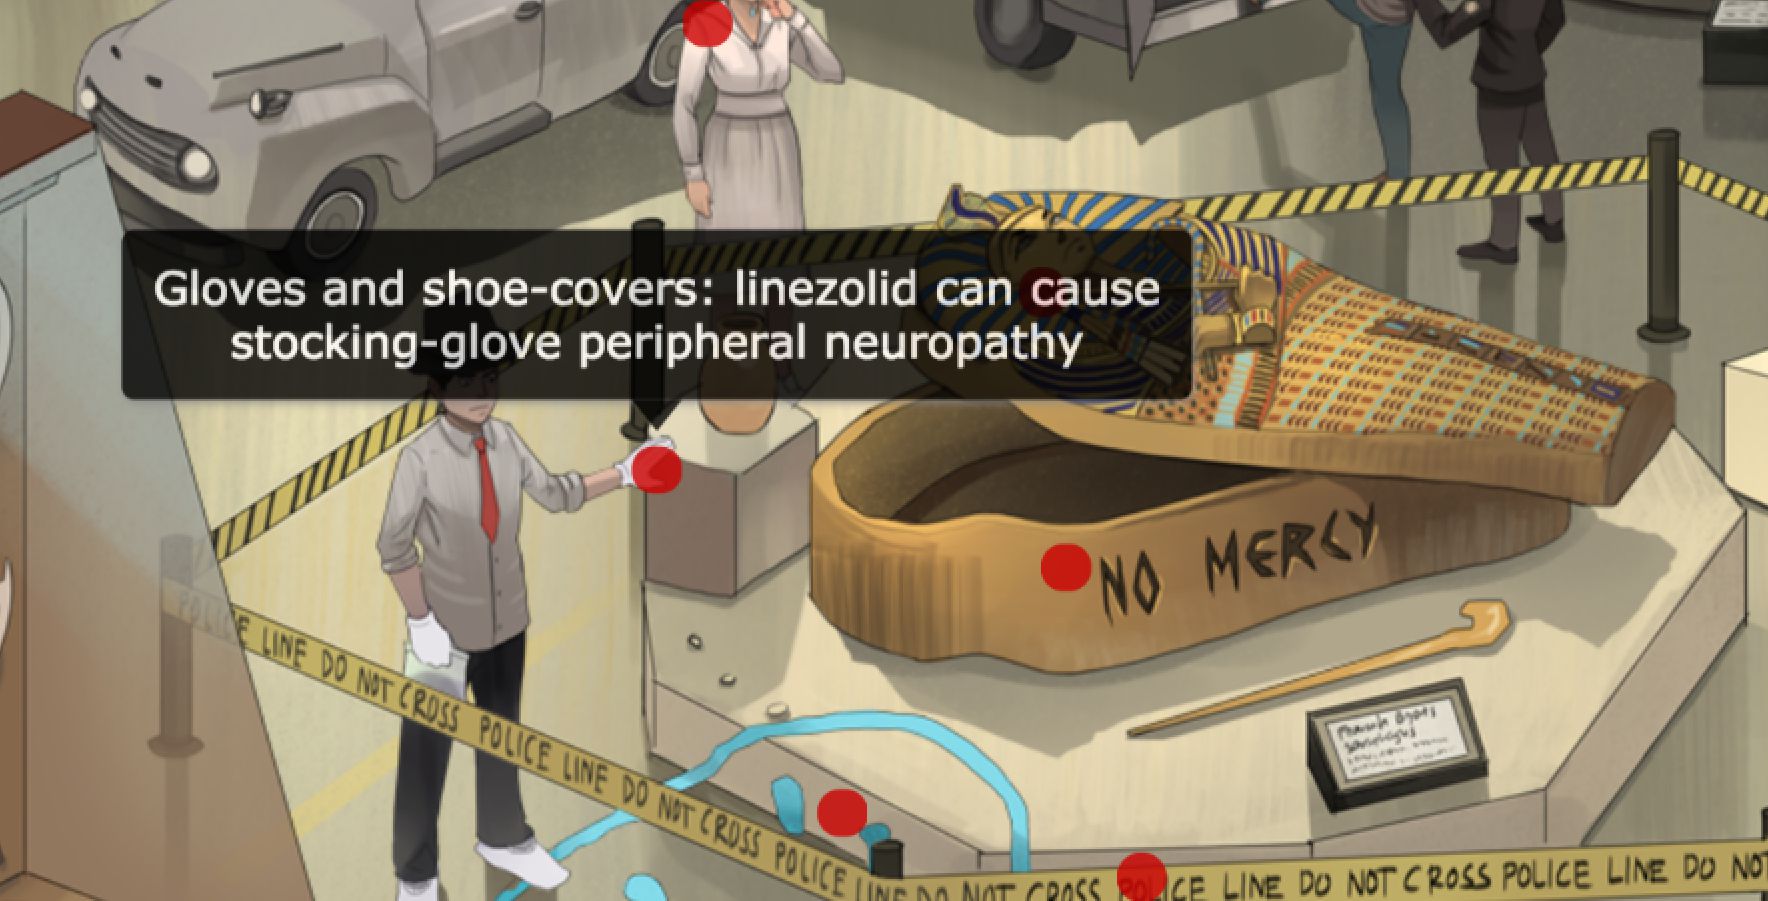 Gloves and shoe-covers: linezolid can cause
stocking-glove peripheral neuropathy
NO MERCY
POLICE LINE DO NOT CROSS POLICE LINE DO NOT CROSS POLICE LINE DO NOT CROSS POLICE LINE DO NOT CROSS POLICE LINE DO NOT